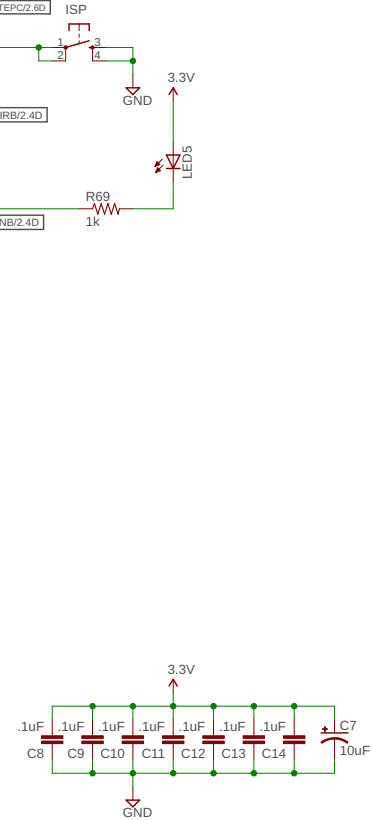 TEPC/2.6D
ISP
1
3
2
4
3.3V
GND
IRB/2.4D
LED5
R69
NB/2.4D
1k
3.3V
.1uF .1uF .1uF .1uF .1uF .1uF .1uF C7
C8 C9 C10 C11 C12 C13 C14 10uF
GND